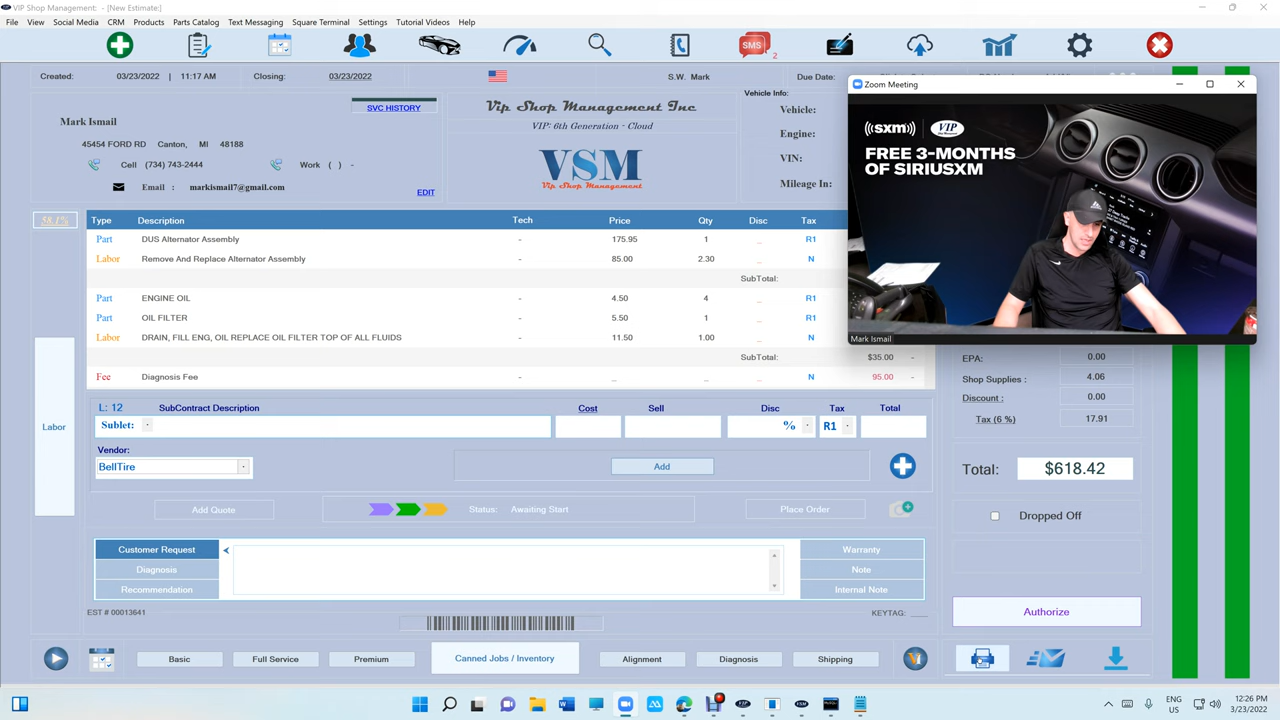 VIP Shop Management: - [New Estimate:]
File View Social Media CRM Products Parts Catalog Text Messaging Square Terminal Settings Tutorial Videos Help
SMS 2
Created: 03/23/2022 | 11:17 AM Closing: 03/23/2022 S.W. Mark Due Date:
SVC HISTORY
Mark Ismail
45454 FORD RD Canton, MI 48188
Cell (734) 743-2444 Work ( ) -
Email : markismail7@gmail.com
EDIT
Vip Shop Management Inc
VIP: 6th Generation - Cloud
VSM
Vip Shop Management
Vehicle Info:
Vehicle:
Engine:
VIN:
Mileage In:
Zoom Meeting
((sxm)) VIP
FREE 3-MONTHS
OF SIRIUSXM
Mark Ismail
58.1% Type Description Tech Price Qty Disc Tax
Part DUS Alternator Assembly - 175.95 1 _ R1
Labor Remove And Replace Alternator Assembly - 85.00 2.30 _ N
SubTotal:
Part ENGINE OIL - 4.50 4 _ R1
Part OIL FILTER - 5.50 1 _ R1
Labor DRAIN, FILL ENG, OIL REPLACE OIL FILTER TOP OF ALL FLUIDS - 11.50 1.00 _ N
SubTotal: $35.00 -
Fee Diagnosis Fee - _ _ _ N 95.00 -
Labor
L: 12 SubContract Description Cost Sell Disc Tax Total
Sublet: % R1
Vendor:
BellTire
Add
Add Quote Status: Awaiting Start Place Order
Customer Request
Diagnosis
Recommendation
Warranty
Note
Internal Note
EST # 00013641 KEYTAG: ____
EPA: 0.00
Shop Supplies : 4.06
Discount : 0.00
Tax (6 %) 17.91
Total: $618.42
Dropped Off
Authorize
Basic Full Service Premium Canned Jobs / Inventory Alignment Diagnosis Shipping
ENG
US
12:26 PM
3/23/2022